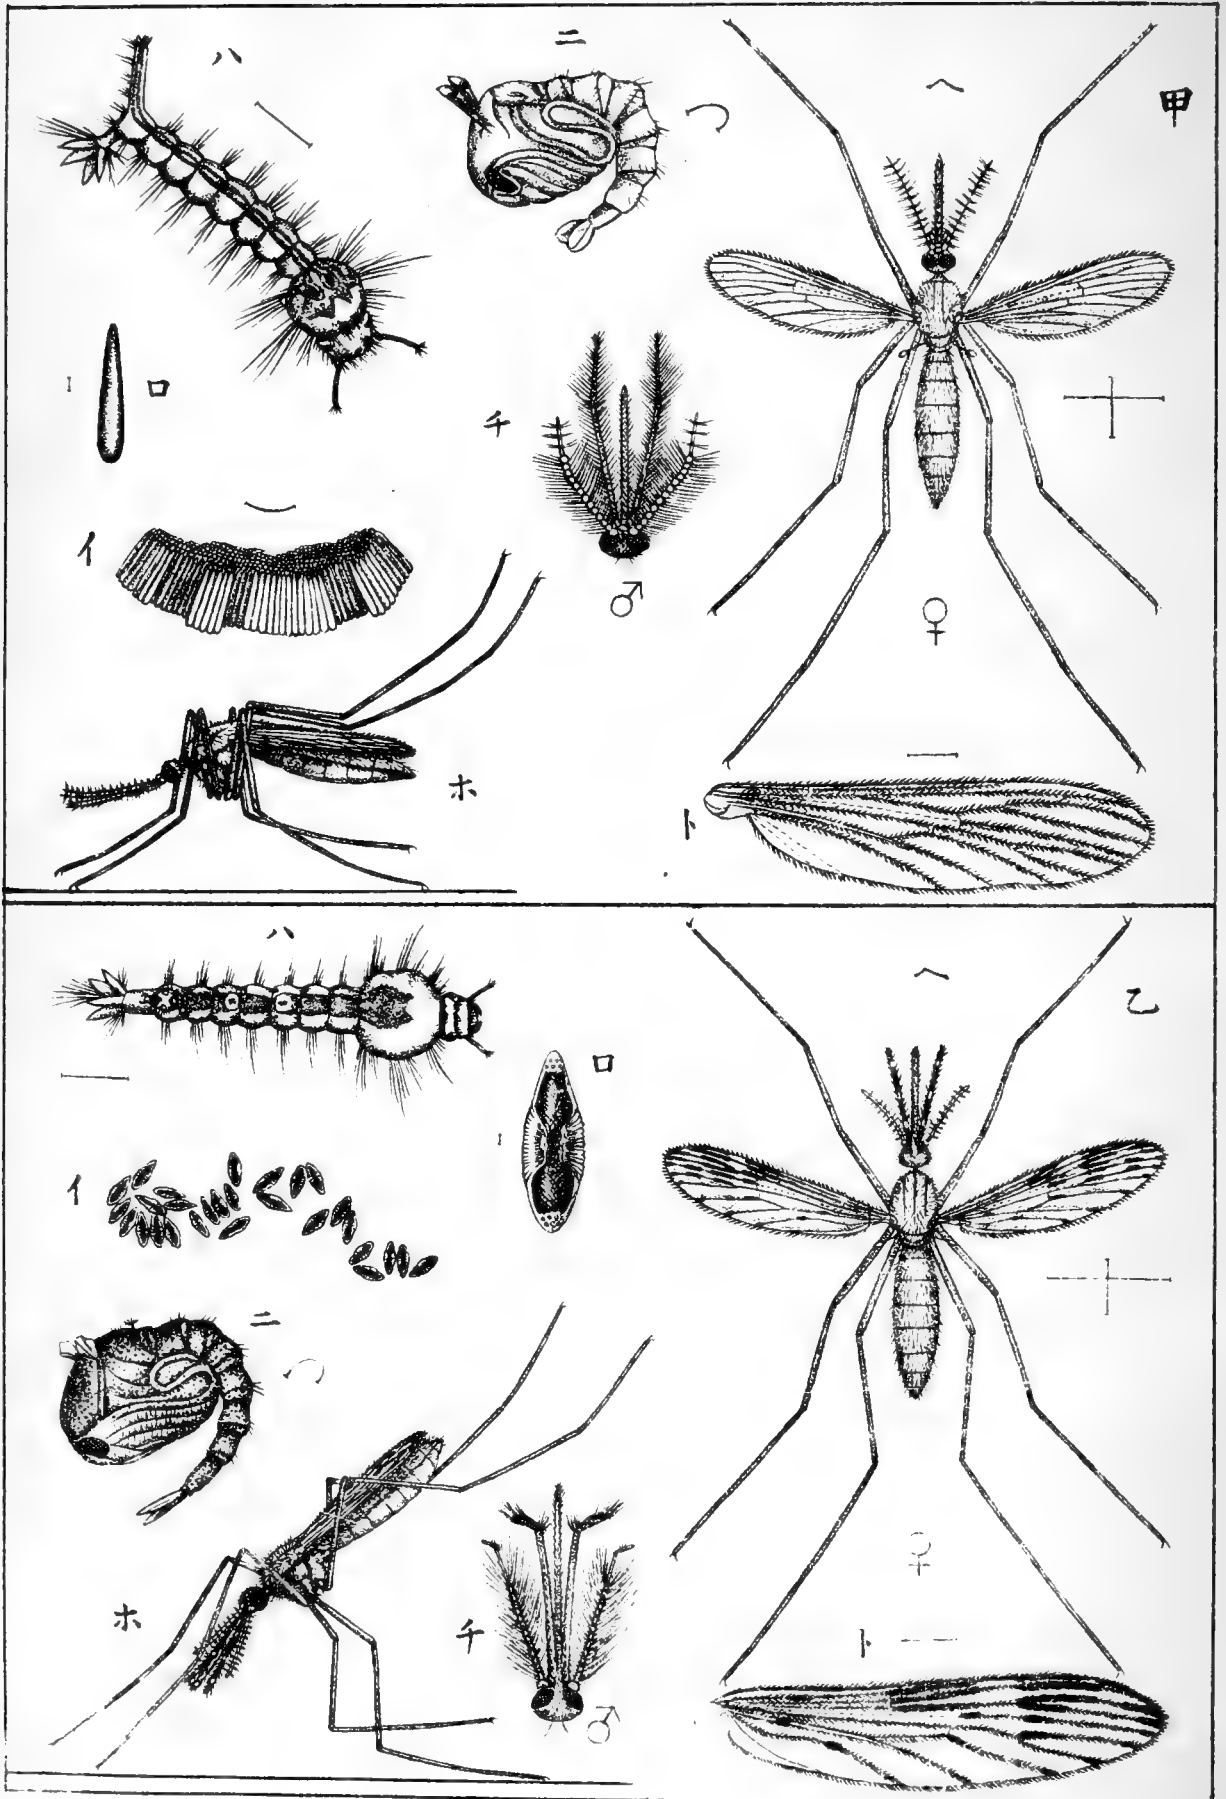 甲
ハ
ニ
ヘ
ロ
チ
イ
♂
♀
ホ
ト
乙
ハ
ヘ
ロ
イ
ニ
♀
ホ
チ
ト
♂